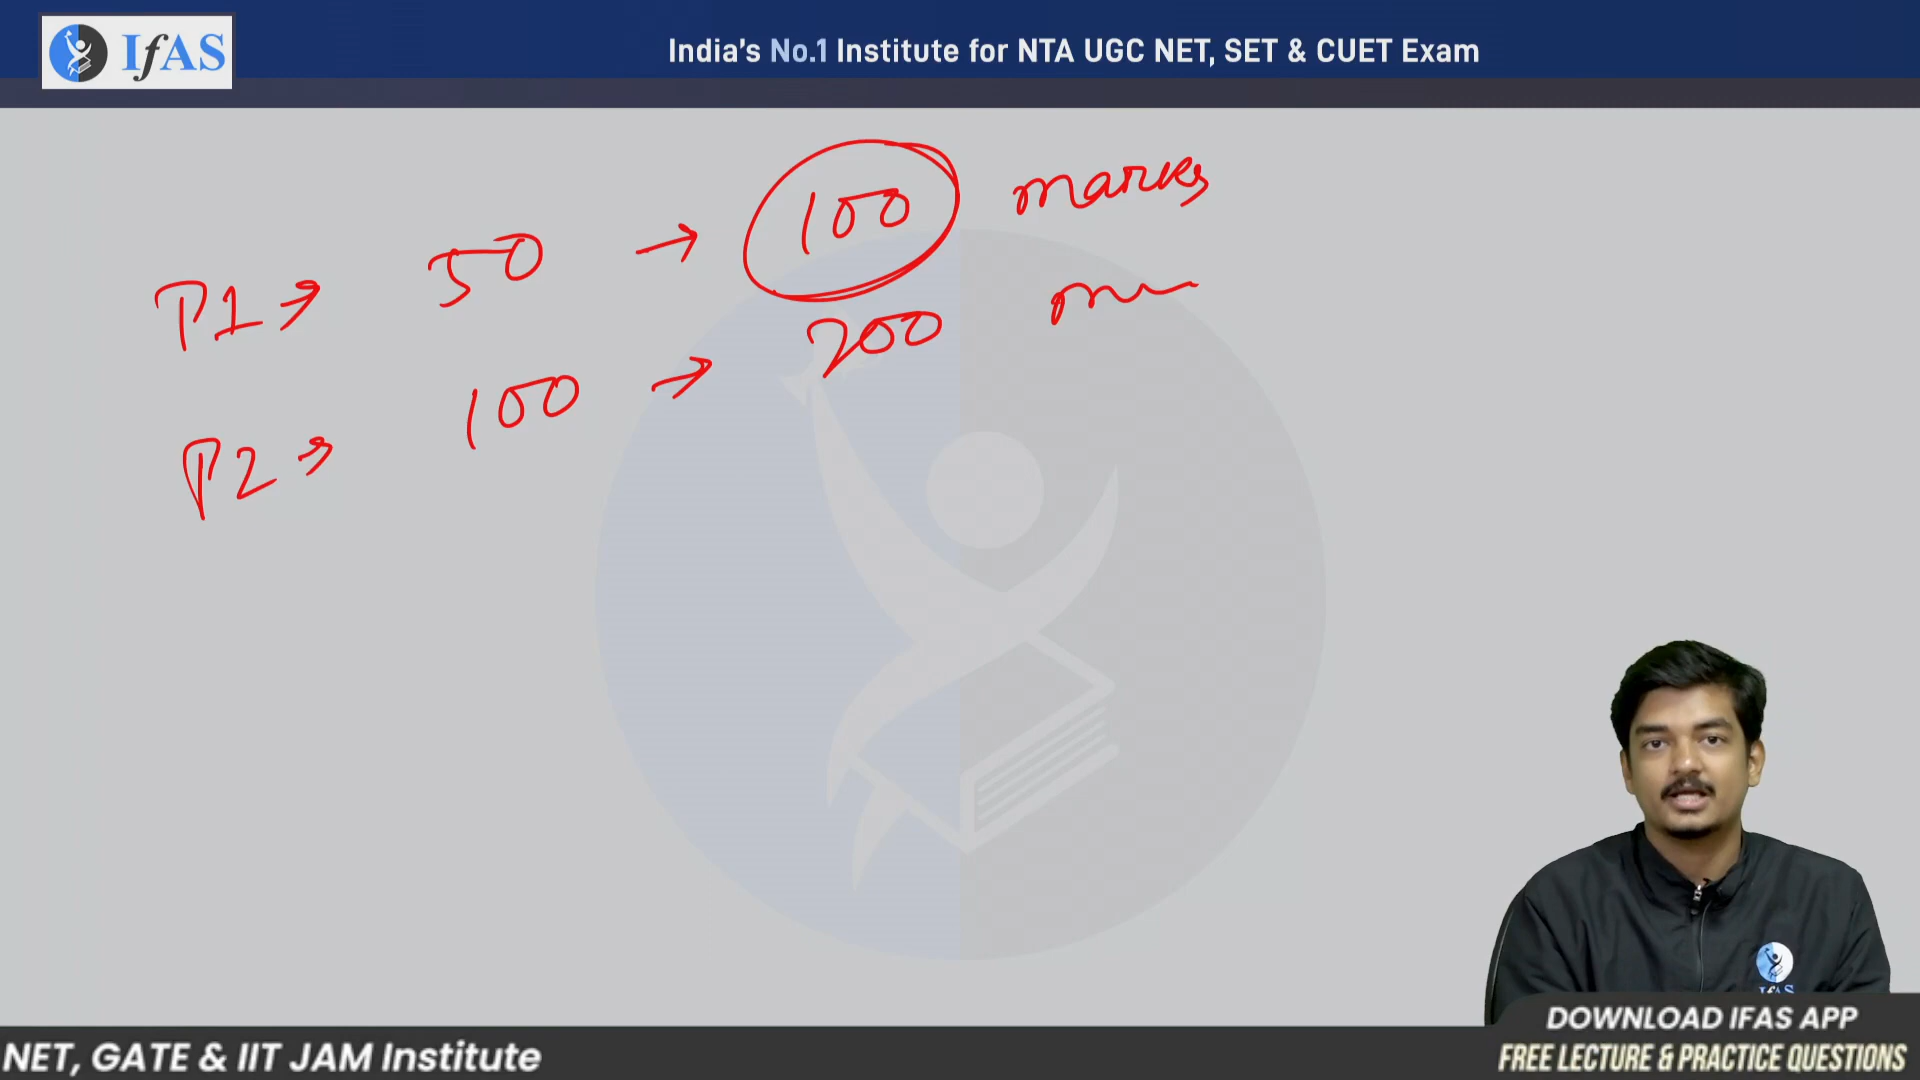 IfAS
India's No.1 Institute for NTA UGC NET, SET & CUET Exam
P1 → 50 → 100 marks
P2 → 100 → 200
IfAS
DOWNLOAD IFAS APP
NET, GATE & IIT JAM Institute
FREE LECTURE & PRACTICE QUESTIONS